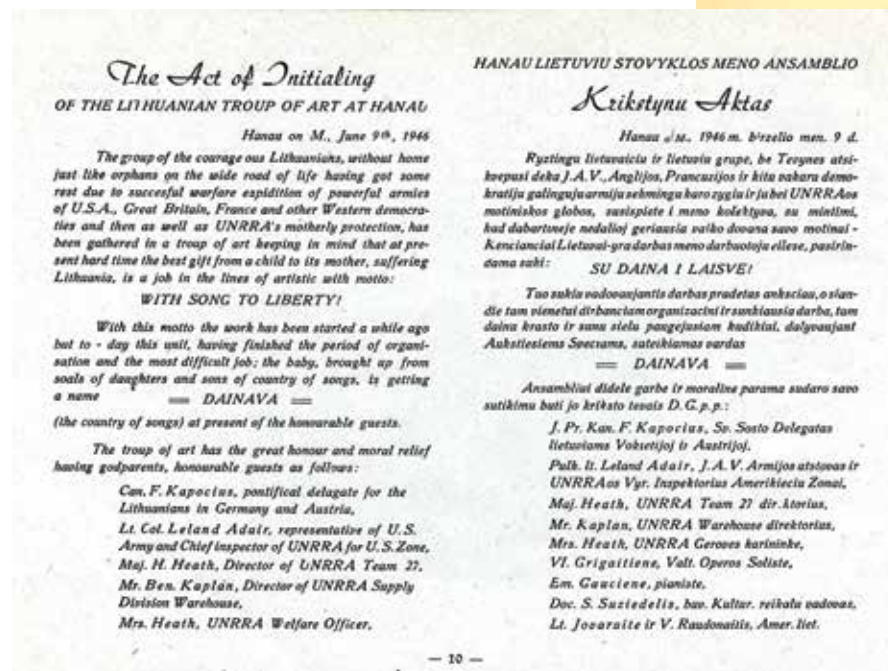 The Act of Initialing
OF THE LITHUANIAN TROUP OF ART AT HANAU
Hanau on M., June 9th, 1946
The group of the courage ous Lithuanians, without home
just like orphans on the wide road of life having got some
rest due to succesful warfare expidition of powerful armies
of U.S.A., Great Britain, France and other Western democra-
ties and then as well as UNRRA's motherly protection, has
been gathered in a troup of art keeping in mind that at pre-
sent hard time the best gift from a child to its mother, suffering
Lithuania, is a job in the lines of artistic with motto:
WITH SONG TO LIBERTY!
With this motto the work has been started a while ago
but to - day this unit, having finished the period of organi-
sation and the most difficult job; the baby, brought up from
soals of daughters and sons of country of songs, is getting
a name == DAINAVA ==
(the country of songs) at present of the honourable guests.
The troup of art has the great honour and moral relief
having godparents, honourable guests as follows:
Can. F. Kapocius, pontifical delagate for the
Lithuanians in Germany and Austria,
Lt. Col. Leland Adair, representative of U.S.
Army and Chief inspector of UNRRA for U.S. Zone,
Maj. H. Heath, Director of UNRRA Team 27,
Mr. Ben. Kaplan, Director of UNRRA Supply
Division Warehouse,
Mrs. Heath, UNRRA Welfare Officer,
HANAU LIETUVIU STOVYKLOS MENO ANSAMBLIO
Krikstynu Aktas
Hanau a/M., 1946 m. birzelio men. 9 d.
Ryztingu lietuvaiciu ir lietuviu grupe, be Tevynes atsi-
kvepusi deka J.A.V., Anglijos, Prancuzijos ir kitu vakaru demo-
kratiju galinguju armiju sekmingu karo zygiu ir jubei UNRRAos
motiniskos globos, susispiete i meno kolektyva, su mintimi,
kad dabartineje nedalioj geriausia vaiko dovana savo motinai -
Kencianciai Lietuvai-yra darbas meno darbuotoju eilese, pasirin-
dama suki: SU DAINA I LAISVE!
Tuo sukiu vadovaujantis darbas pradetas anksciau, o sian-
die tam vienetui dirbanciam organizacini ir sunkiausia darba, tam
dainu krasto ir sunu sielu paugejusiam kudikiui, dalyvaujant
Aukstiesiems Sveciams, suteikiamas vardas
== DAINAVA ==
Ansambliui didele garbe ir moraline parama sudaro savo
sutikimu buti jo kriksto tevais D.G.p.p.:
J. Pr. Kan. F. Kapocius, Sv. Sosto Delegatas
lietuviams Vokietijoj ir Austrijoj,
Pulk. lt. Leland Adair, J.A.V. Armijos atstovas ir
UNRRAos Vyr. Inspektorius Amerikieciu Zonai,
Maj. Heath, UNRRA Team 27 dir.ktorius,
Mr. Kaplan, UNRRA Warehouse direktorius,
Mrs. Heath, UNRRA Geroves karininke,
Vl. Grigaitiene, Valt. Operos Soliste,
Em. Gauciene, pianiste,
Doc. S. Suziedelis, buv. Kultur. reikalu vadovas,
Lt. Jovaraite ir V. Raudonaitis, Amer. liet.
— 10 —